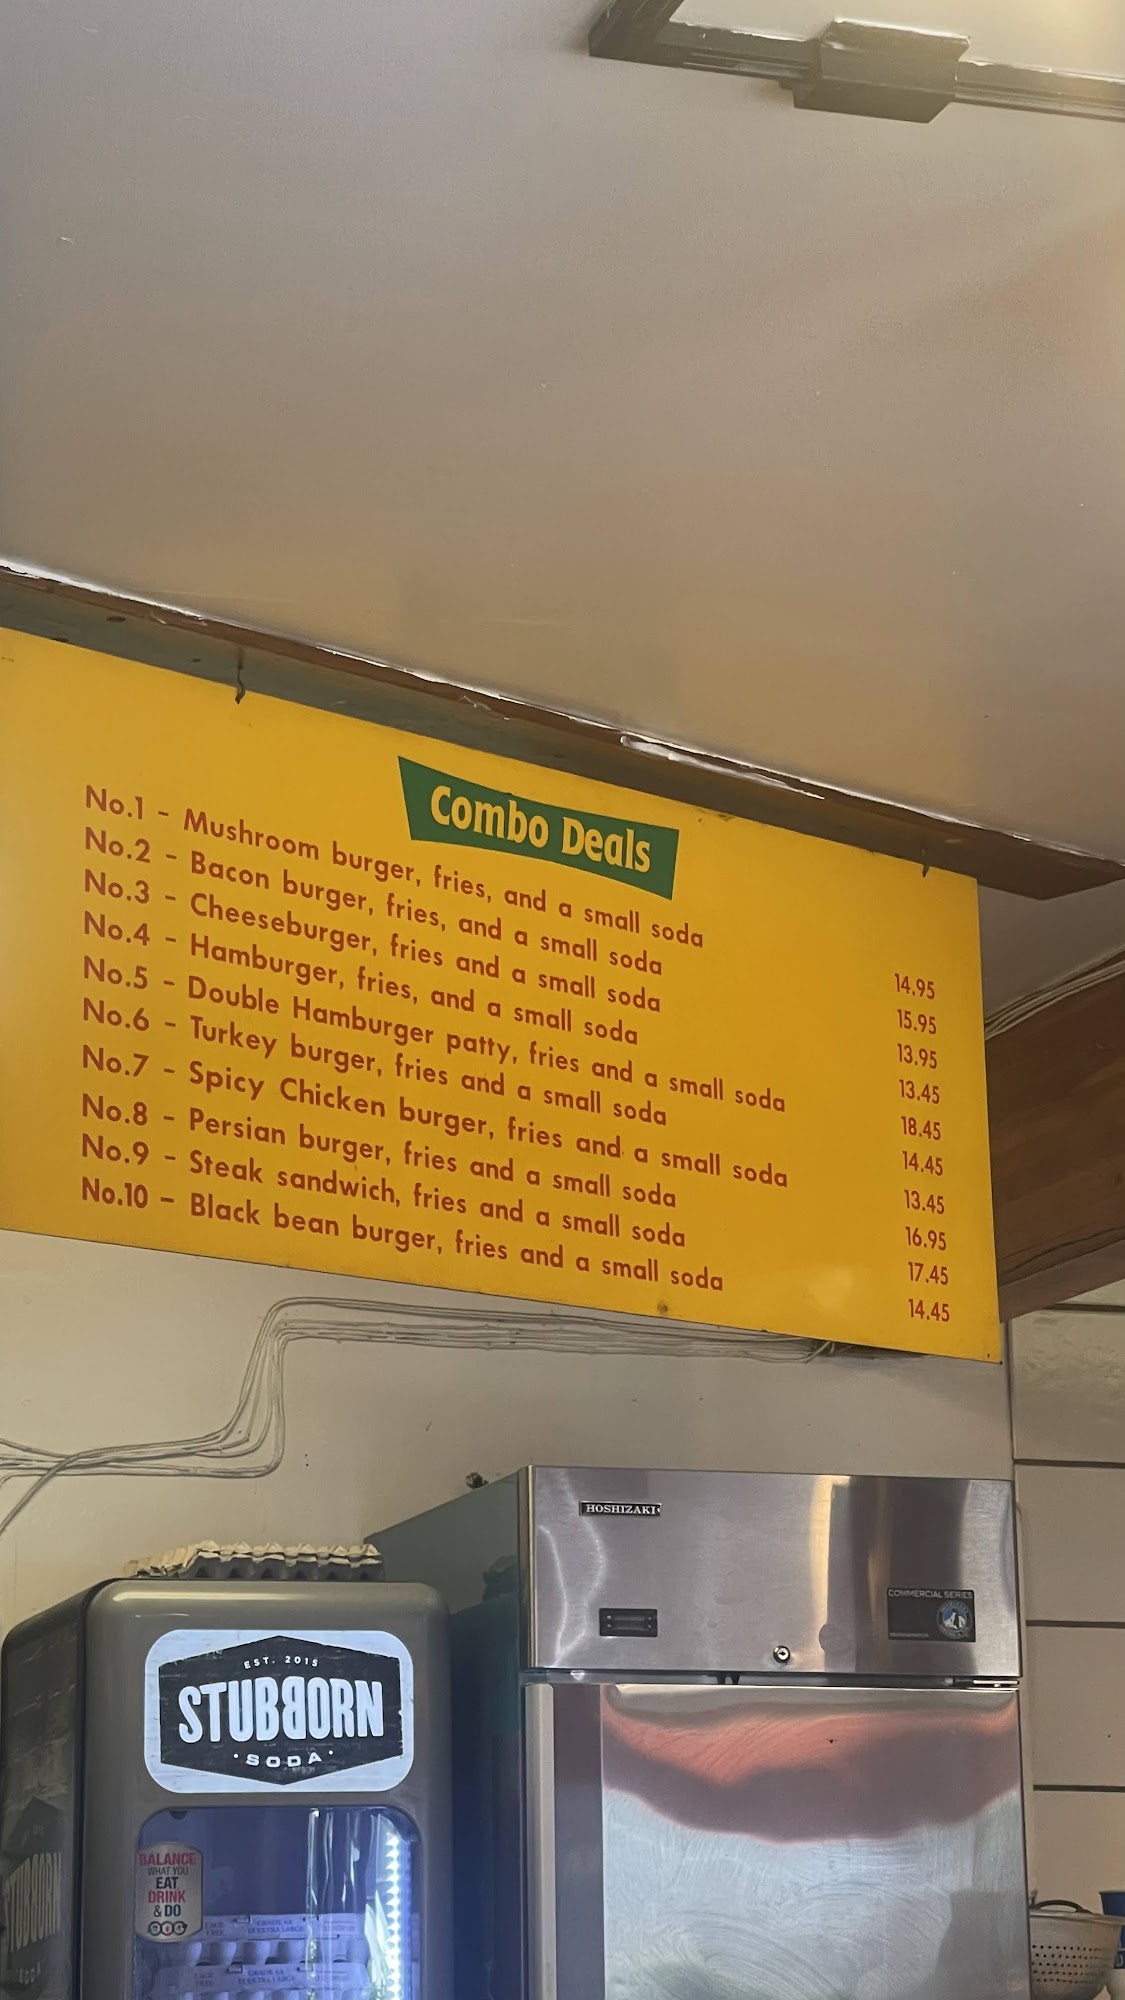 Combo Deals
No.1 - Mushroom burger, fries, and a small soda 14.95
No.2 - Bacon burger, fries, and a small soda 15.95
No.3 - Cheeseburger, fries and a small soda 13.95
No.4 - Hamburger, fries, and a small soda 13.45
No.5 - Double Hamburger patty, fries and a small soda 18.45
No.6 - Turkey burger, fries and a small soda 14.45
No.7 - Spicy Chicken burger, fries and a small soda 13.45
No.8 - Persian burger, fries and a small soda 16.95
No.9 - Steak sandwich, fries and a small soda 17.45
No.10 - Black bean burger, fries and a small soda 14.45
HOSHIZAKI
COMMERCIAL SERIES
EST. 2015
STUBBORN
SODA
BALANCE
WHAT YOU
EAT
DRINK
& DO